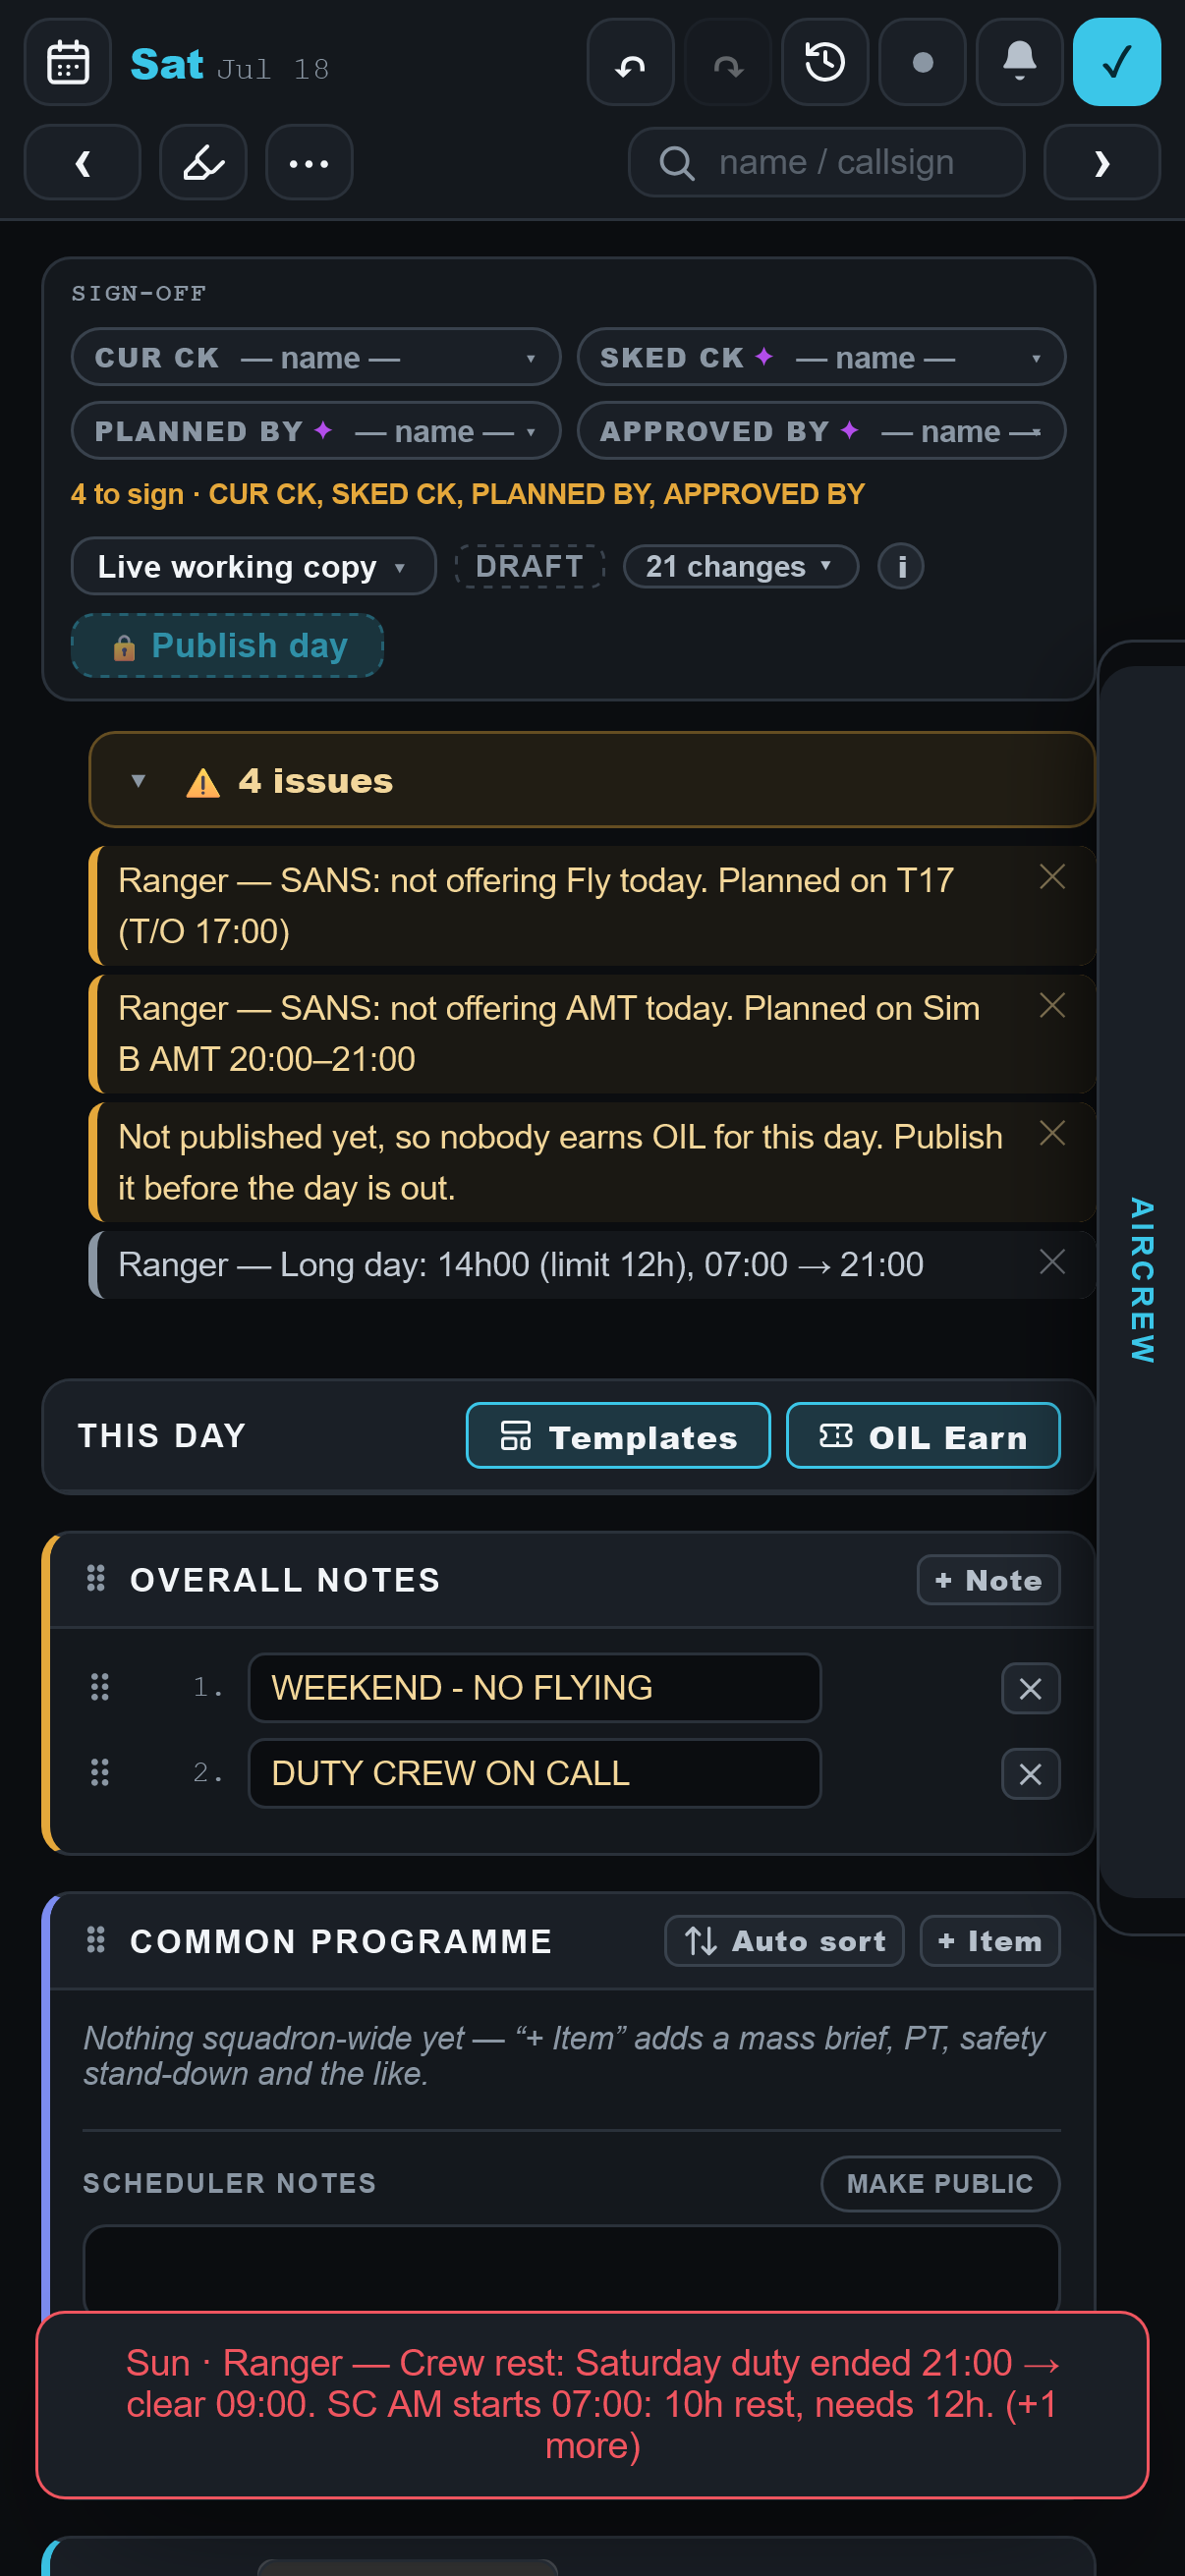 Sat Jul 18
name / callsign
SIGN-OFF
CUR CK — name —
SKED CK — name —
PLANNED BY — name —
APPROVED BY — name —
4 to sign · CUR CK, SKED CK, PLANNED BY, APPROVED BY
Live working copy
DRAFT
21 changes
i
Publish day
4 issues
Ranger — SANS: not offering Fly today. Planned on T17
(T/O 17:00)
Ranger — SANS: not offering AMT today. Planned on Sim
B AMT 20:00–21:00
Not published yet, so nobody earns OIL for this day. Publish
it before the day is out.
Ranger — Long day: 14h00 (limit 12h), 07:00 → 21:00
AIRCREW
THIS DAY
Templates
OIL Earn
OVERALL NOTES
+ Note
1. WEEKEND - NO FLYING
2. DUTY CREW ON CALL
COMMON PROGRAMME
Auto sort
+ Item
Nothing squadron-wide yet — “+ Item” adds a mass brief, PT, safety
stand-down and the like.
SCHEDULER NOTES
MAKE PUBLIC
Sun · Ranger — Crew rest: Saturday duty ended 21:00 →
clear 09:00. SC AM starts 07:00: 10h rest, needs 12h. (+1
more)